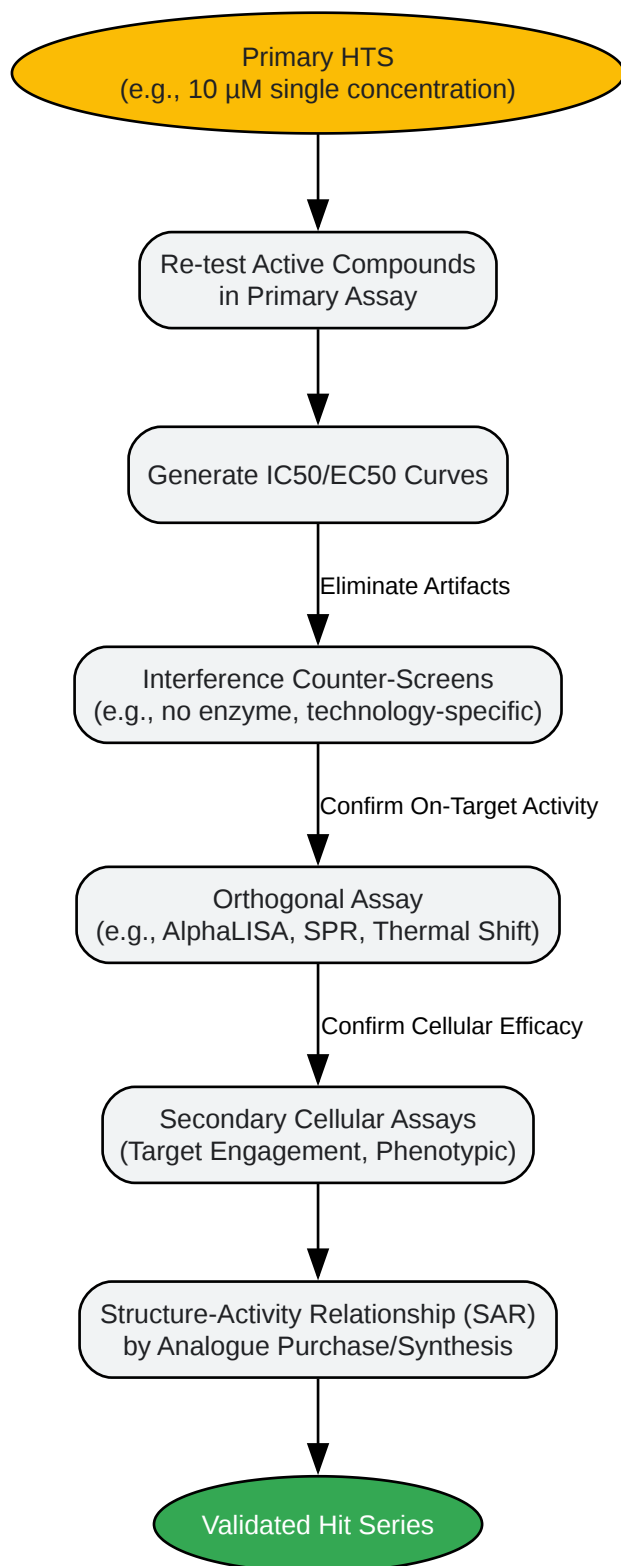 Primary HTS
(e.g., 10 µM single concentration)
Re-test Active Compounds
in Primary Assay
Generate IC50/EC50 Curves
Eliminate Artifacts
Interference Counter-Screens
(e.g., no enzyme, technology-specific)
Confirm On-Target Activity
Orthogonal Assay
(e.g., AlphaLISA, SPR, Thermal Shift)
Confirm Cellular Efficacy
Secondary Cellular Assays
(Target Engagement, Phenotypic)
Structure-Activity Relationship (SAR)
by Analogue Purchase/Synthesis
Validated Hit Series